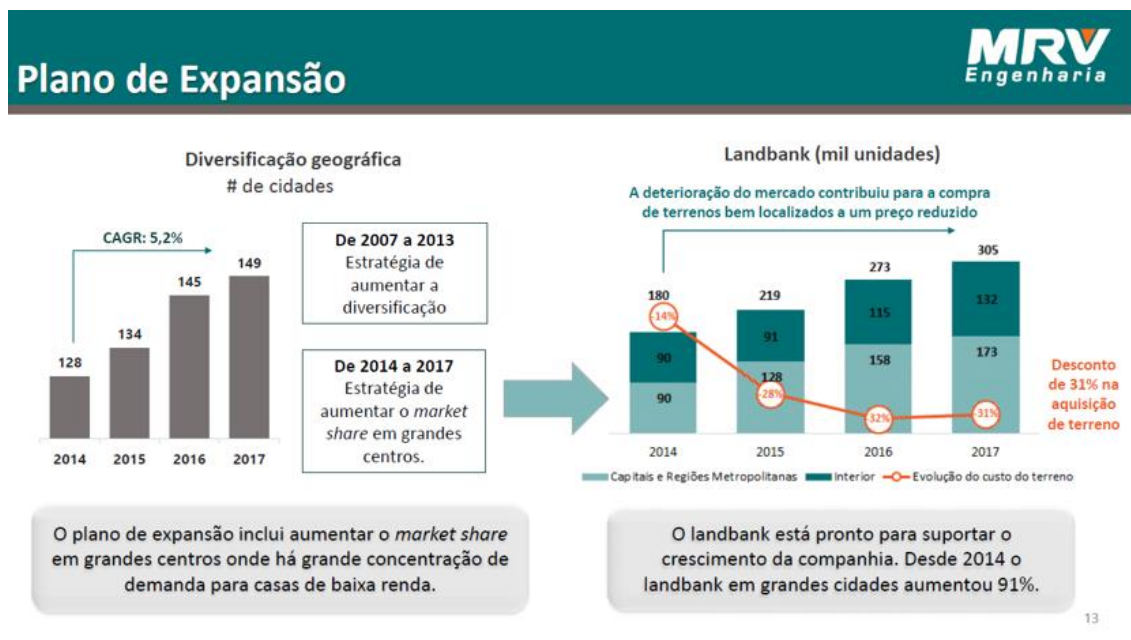 Plano de Expansão
MRV
Engenharia
Diversificação geográfica
# de cidades
CAGR: 5,2%
128
134
145
149
2014
2015
2016
2017
De 2007 a 2013
Estratégia de
aumentar a
diversificação
De 2014 a 2017
Estratégia de
aumentar o market
share em grandes
centros.
Landbank (mil unidades)
A deterioração do mercado contribuiu para a compra
de terrenos bem localizados a um preço reduzido
180
219
273
305
-14%
90
91
115
132
90
128
158
173
-28%
-32%
-31%
Desconto
de 31% na
aquisição
de terreno
2014
2015
2016
2017
Capitais e Regiões Metropolitanas
Interior
Evolução do custo do terreno
O plano de expansão inclui aumentar o market share
em grandes centros onde há grande concentração de
demanda para casas de baixa renda.
O landbank está pronto para suportar o
crescimento da companhia. Desde 2014 o
landbank em grandes cidades aumentou 91%.
13